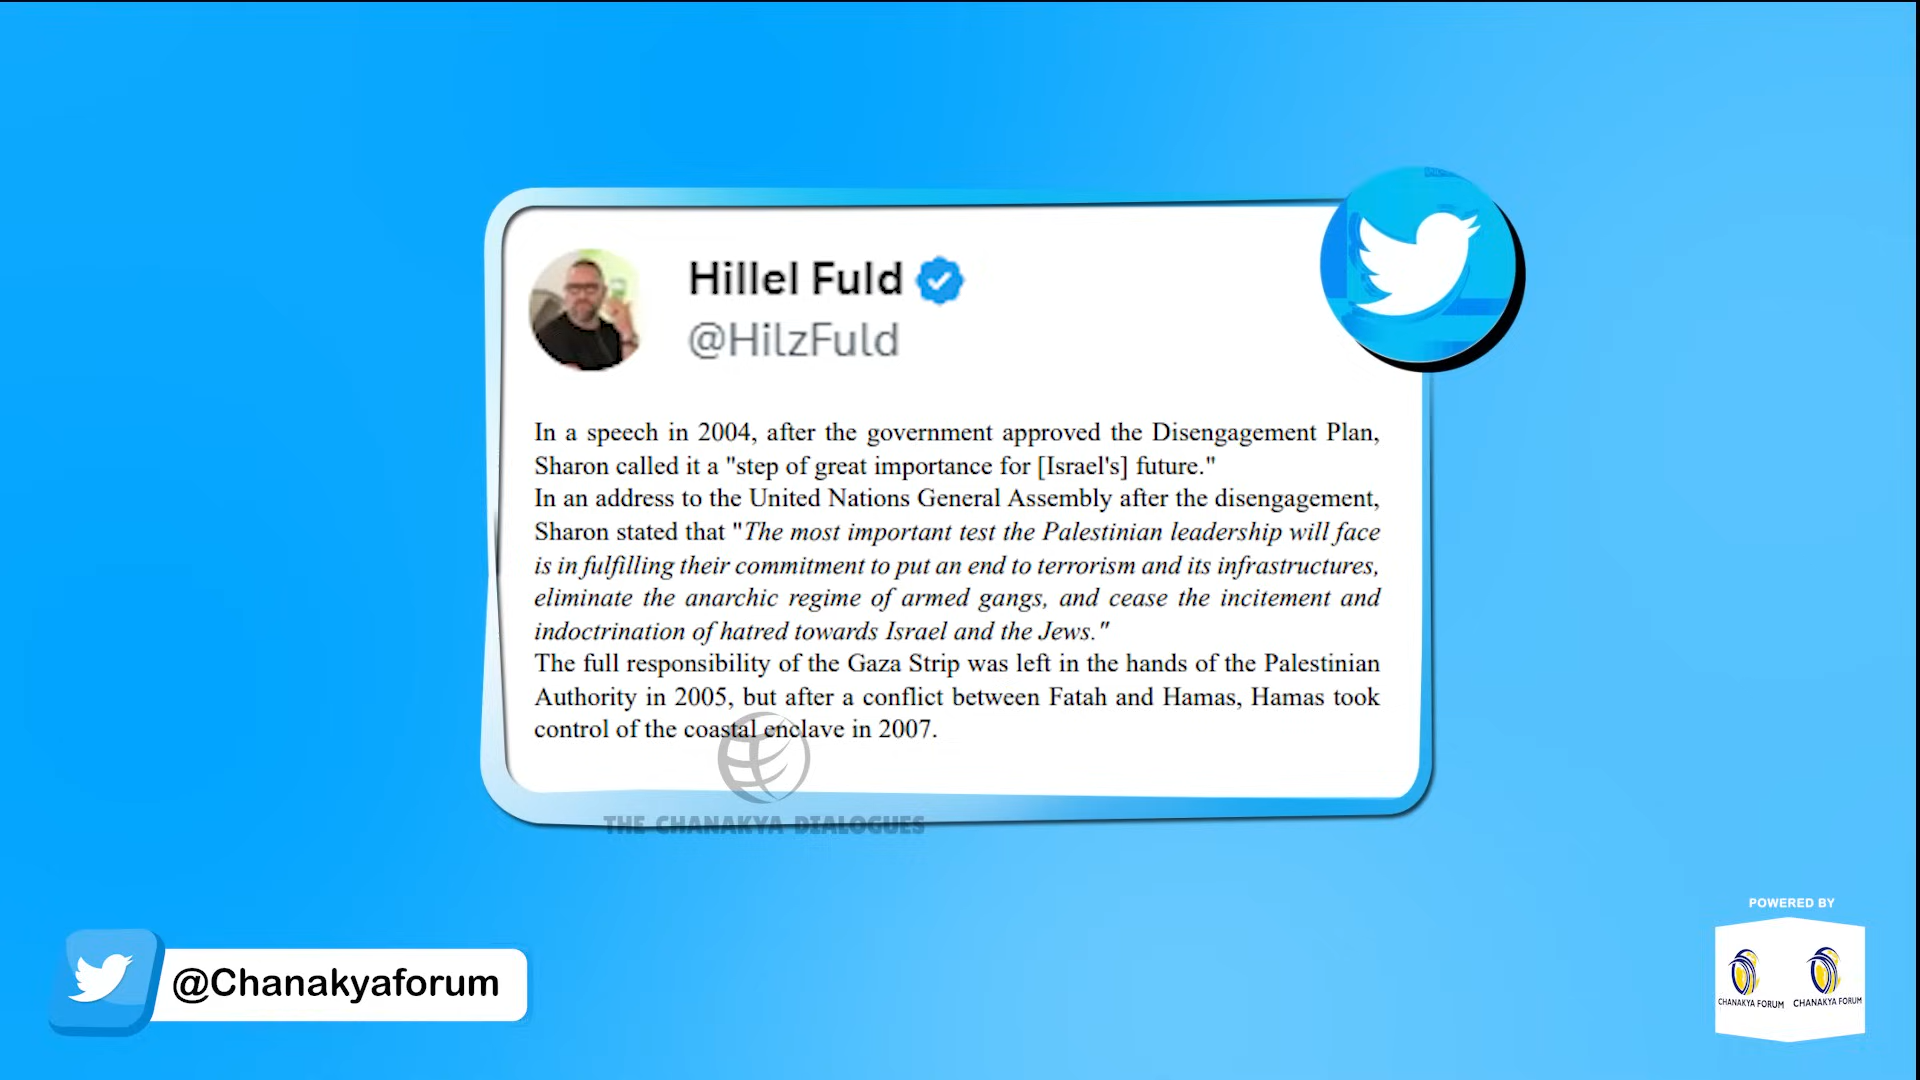 Hillel Fuld
@HilzFuld
In a speech in 2004, after the government approved the Disengagement Plan,
Sharon called it a "step of great importance for [Israel's] future."
In an address to the United Nations General Assembly after the disengagement,
Sharon stated that "The most important test the Palestinian leadership will face
is in fulfilling their commitment to put an end to terrorism and its infrastructures,
eliminate the anarchic regime of armed gangs, and cease the incitement and
indoctrination of hatred towards Israel and the Jews."
The full responsibility of the Gaza Strip was left in the hands of the Palestinian
Authority in 2005, but after a conflict between Fatah and Hamas, Hamas took
control of the coastal enclave in 2007.
THE CHANAKYA DIALOGUES
POWERED BY
CHANAKYA FORUM CHANAKYA FORUM
@Chanakyaforum